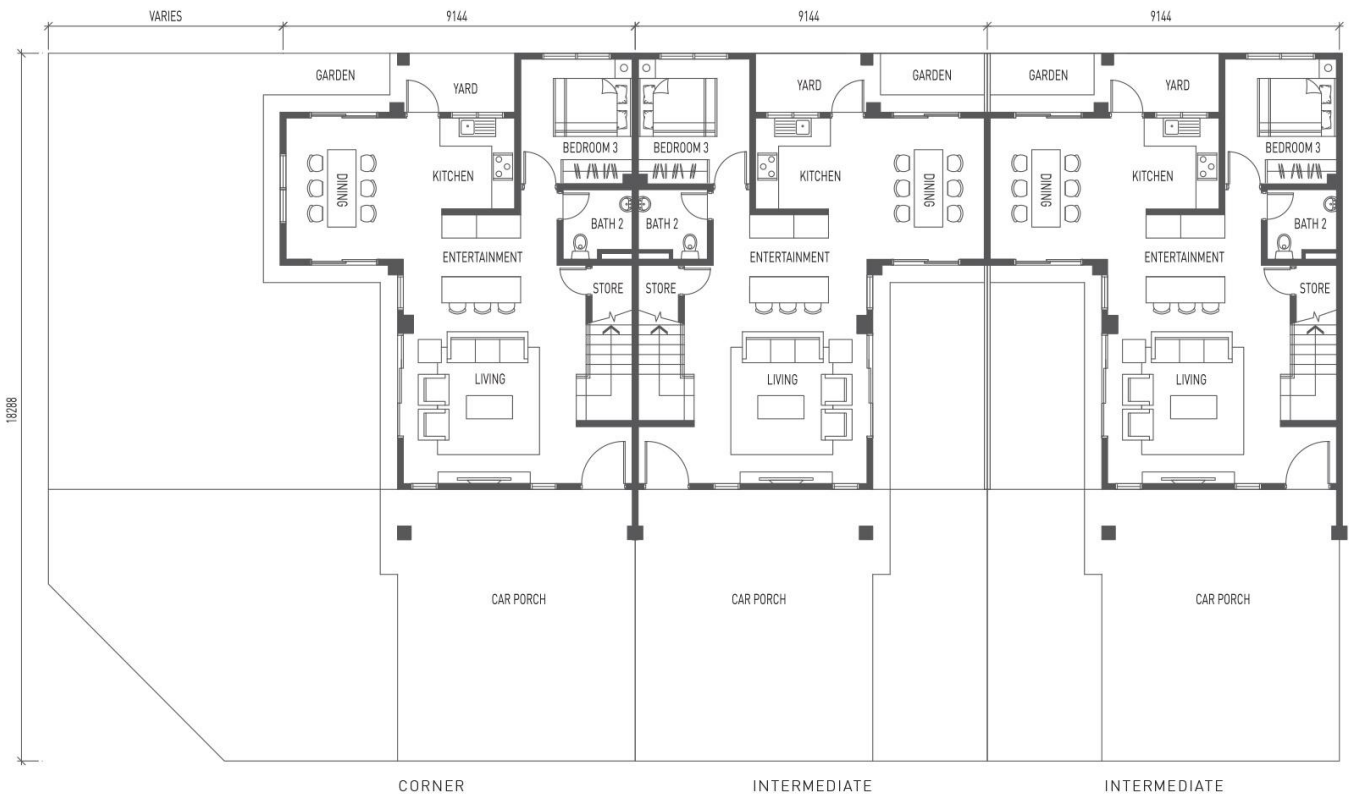 VARIES
9144
9144
9144
18288
GARDEN
YARD
YARD
GARDEN
GARDEN
YARD
BEDROOM 3
BEDROOM 3
BEDROOM 3
DINING
KITCHEN
KITCHEN
DINING
DINING
KITCHEN
BATH 2
BATH 2
BATH 2
ENTERTAINMENT
ENTERTAINMENT
ENTERTAINMENT
STORE
STORE
STORE
LIVING
LIVING
LIVING
CAR PORCH
CAR PORCH
CAR PORCH
CORNER
INTERMEDIATE
INTERMEDIATE